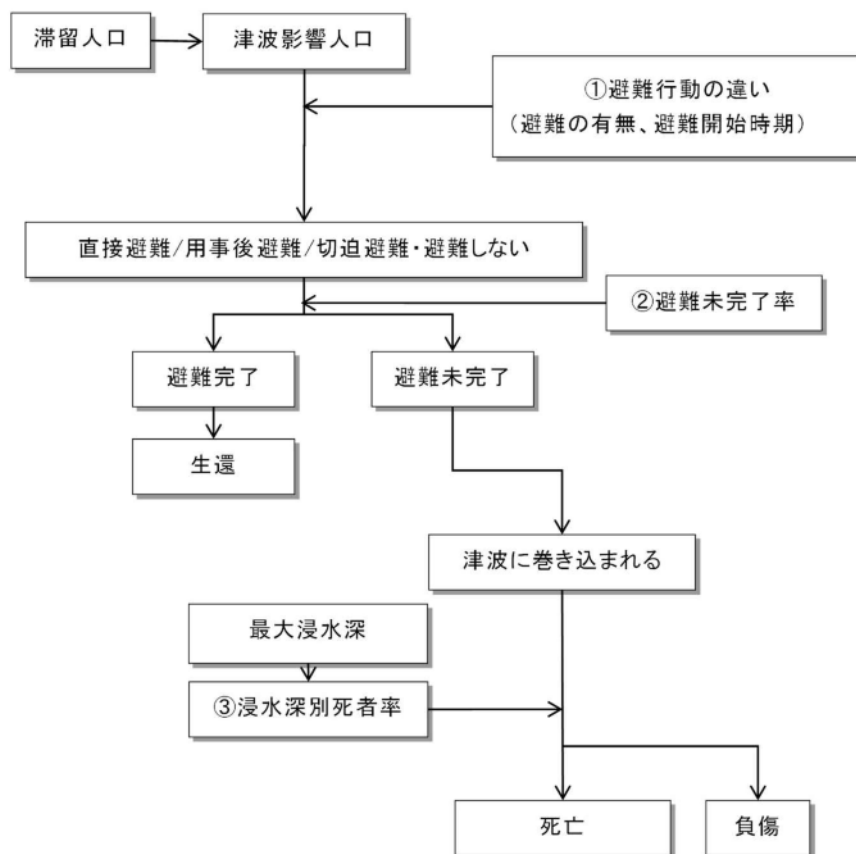 滞留人口
津波影響人口
①避難行動の違い
(避難の有無、避難開始時期)
直接避難/用事後避難/切迫避難・避難しない
②避難未完了率
避難完了
避難未完了
生還
津波に巻き込まれる
最大浸水深
③浸水深別死者率
死亡
負傷